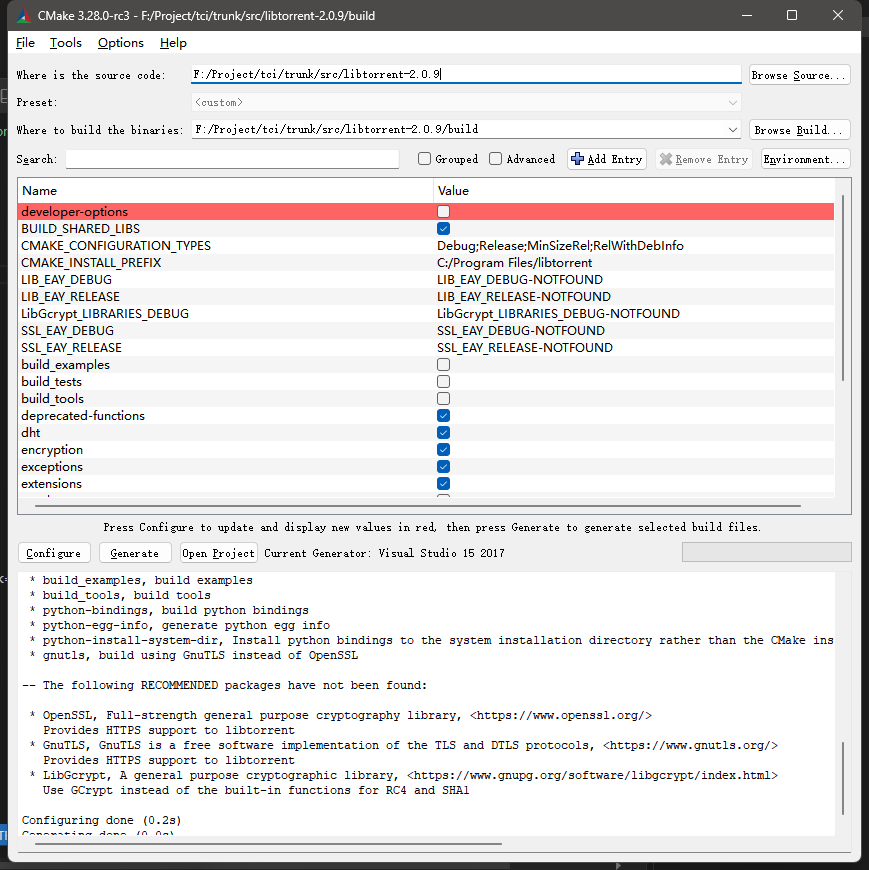 CMake 3.28.0-rc3 - F:/Project/tci/trunk/src/libtorrent-2.0.9/build
File Tools Options Help
Where is the source code: F:/Project/tci/trunk/src/libtorrent-2.0.9 Browse Source...
Preset: <custom>
Where to build the binaries: F:/Project/tci/trunk/src/libtorrent-2.0.9/build Browse Build...
Search: Grouped Advanced Add Entry Remove Entry Environment...
Name Value
developer-options
BUILD_SHARED_LIBS
CMAKE_CONFIGURATION_TYPES Debug;Release;MinSizeRel;RelWithDebInfo
CMAKE_INSTALL_PREFIX C:/Program Files/libtorrent
LIB_EAY_DEBUG LIB_EAY_DEBUG-NOTFOUND
LIB_EAY_RELEASE LIB_EAY_RELEASE-NOTFOUND
LibGcrypt_LIBRARIES_DEBUG LibGcrypt_LIBRARIES_DEBUG-NOTFOUND
SSL_EAY_DEBUG SSL_EAY_DEBUG-NOTFOUND
SSL_EAY_RELEASE SSL_EAY_RELEASE-NOTFOUND
build_examples
build_tests
build_tools
deprecated-functions
dht
encryption
exceptions
extensions
Press Configure to update and display new values in red, then press Generate to generate selected build files.
Configure Generate Open Project Current Generator: Visual Studio 15 2017
* build_examples, build examples
* build_tools, build tools
* python-bindings, build python bindings
* python-egg-info, generate python egg info
* python-install-system-dir, Install python bindings to the system installation directory rather than the CMake ins
* gnutls, build using GnuTLS instead of OpenSSL
-- The following RECOMMENDED packages have not been found:
* OpenSSL, Full-strength general purpose cryptography library, <https://www.openssl.org/>
Provides HTTPS support to libtorrent
* GnuTLS, GnuTLS is a free software implementation of the TLS and DTLS protocols, <https://www.gnutls.org/>
Provides HTTPS support to libtorrent
* LibGcrypt, A general purpose cryptographic library, <https://www.gnupg.org/software/libgcrypt/index.html>
Use GCrypt instead of the built-in functions for RC4 and SHA1
Configuring done (0.2s)
Generating done (0.0s)